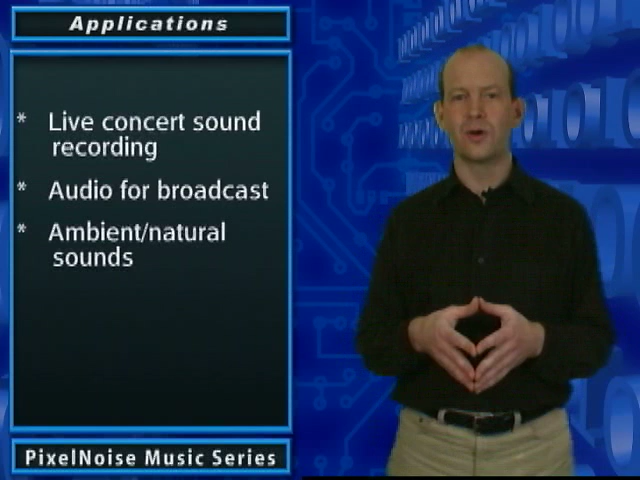 Applications
* Live concert sound
recording
* Audio for broadcast
* Ambient/natural
sounds
PixelNoise Music Series